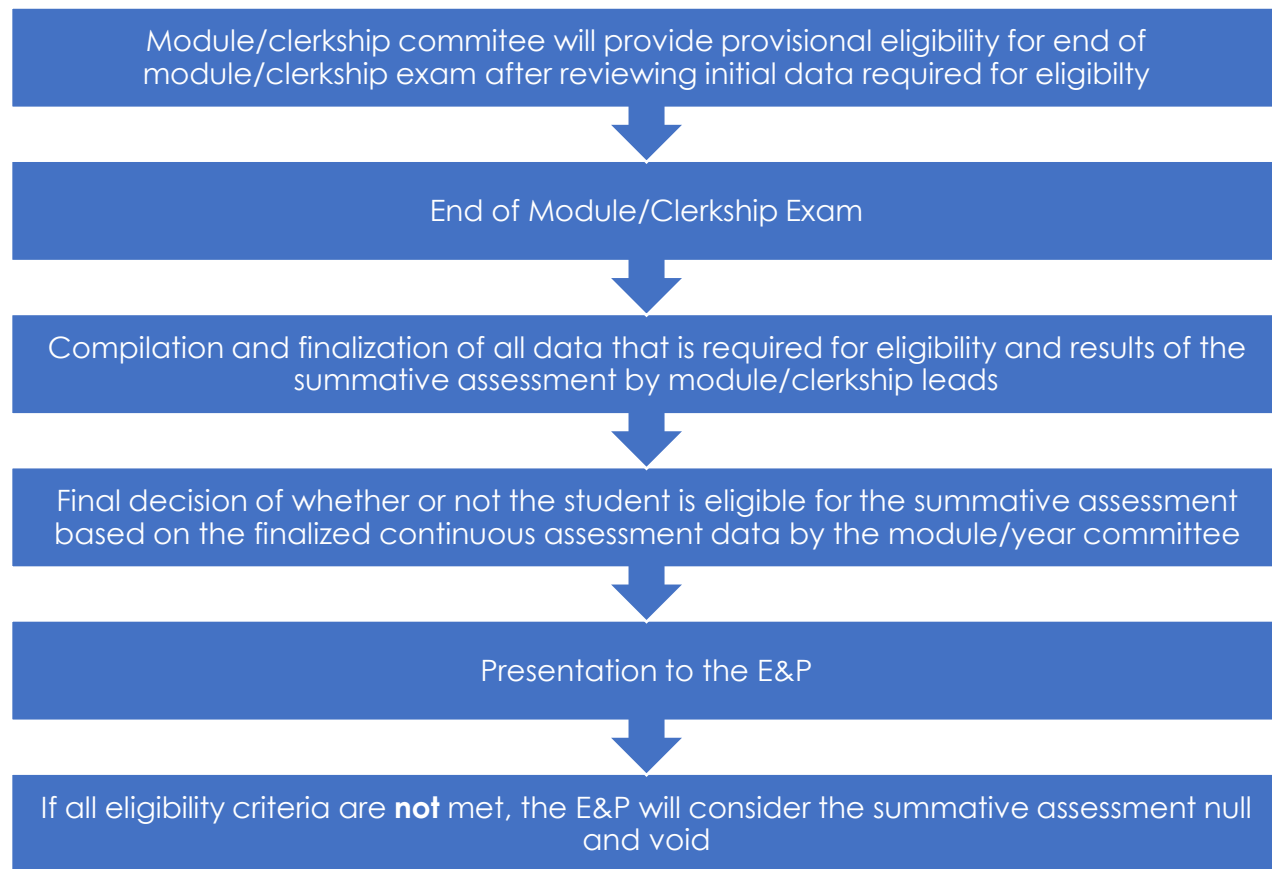 Module/clerkship commitee will provide provisional eligibility for end of
module/clerkship exam after reviewing initial data required for eligibilty
End of Module/Clerkship Exam
Compilation and finalization of all data that is required for eligibility and results of the
summative assessment by module/clerkship leads
Final decision of whether or not the student is eligible for the summative assessment
based on the finalized continuous assessment data by the module/year committee
Presentation to the E&P
If all eligibility criteria are not met, the E&P will consider the summative assessment null
and void